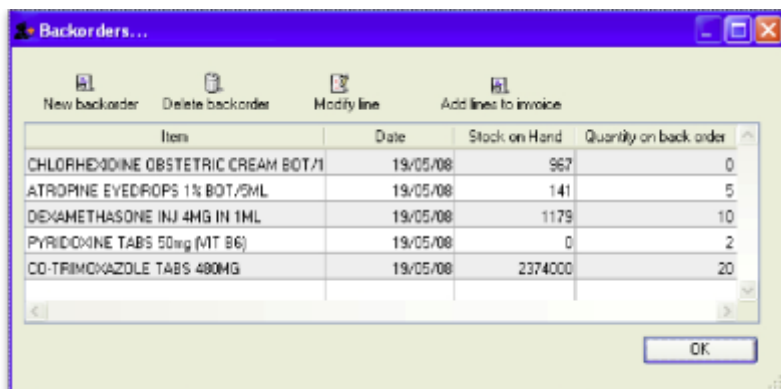 Backorders...
New backorder Delete backorder Modify line Add lines to invoice
Item Date Stock on Hand Quantity on back order
CHLORHEXIDINE OBSTETRIC CREAM BOT/1 19/05/08 967 0
ATROPINE EYEDROPS 1% BOT/5ML 19/05/08 141 5
DEXAMETHASONE INJ 4MG IN 1ML 19/05/08 1179 10
PYRIDOXINE TABS 50mg (VIT B6) 19/05/08 0 2
CO-TRIMOXAZOLE TABS 480MG 19/05/08 2374000 20
OK